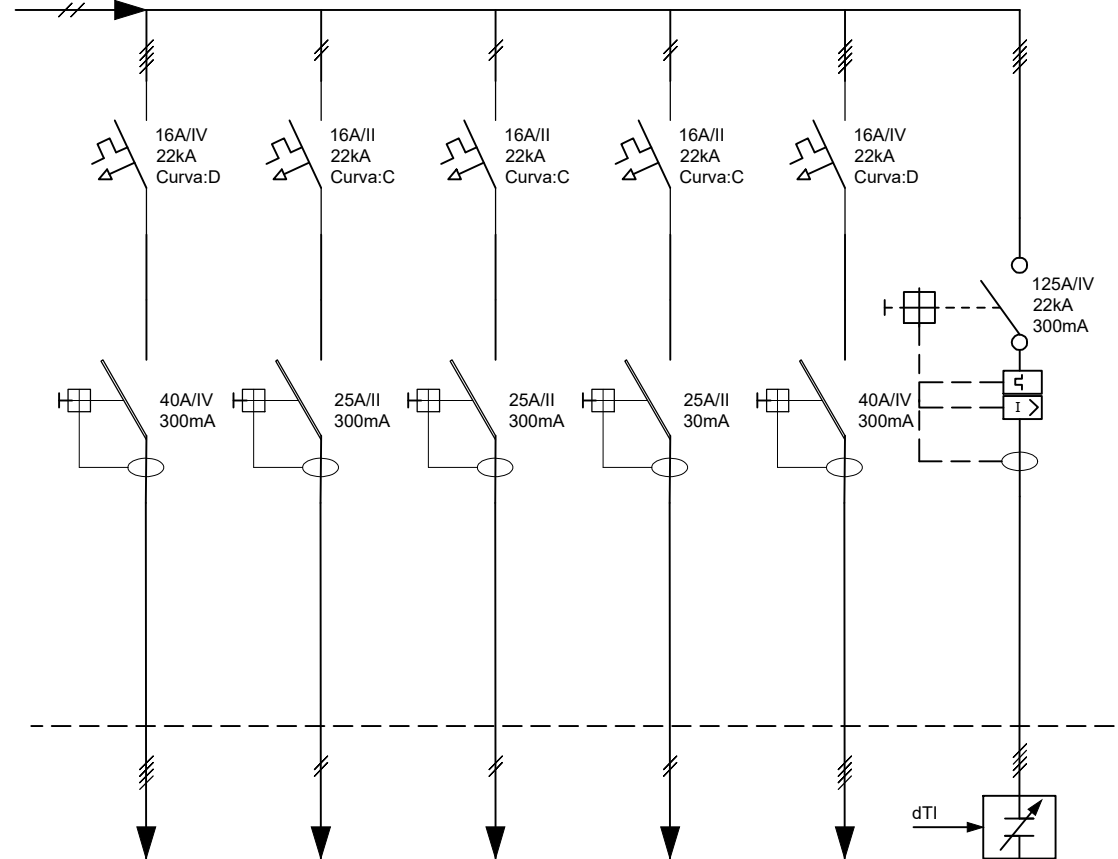 16A/IV
22kA
Curva:D
16A/II
22kA
Curva:C
16A/II
22kA
Curva:C
16A/II
22kA
Curva:C
16A/IV
22kA
Curva:D
125A/IV
22kA
300mA
40A/IV
300mA
25A/II
300mA
25A/II
300mA
25A/II
30mA
40A/IV
300mA
I >
dTI